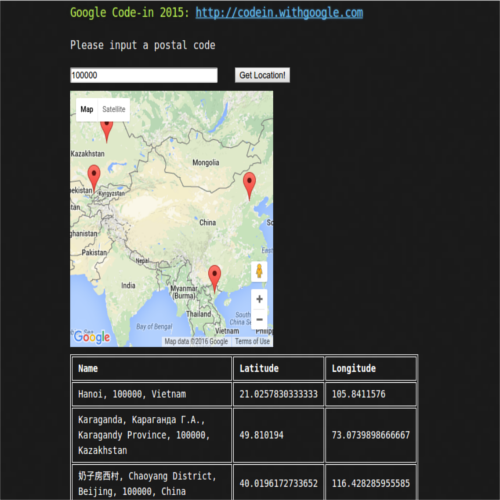 Google Code-in 2015: http://codein.withgoogle.com
Please input a postal code
100000
Get Location!
Map Satellite
Kazakhstan
Mongolia
Kyrgyzstan
China
Pakistan
Nepal
India
Myanmar
(Burma)
Thailand
Vietnam
Bay of Bengal
South
China S
Google
Map data ©2016 Google Terms of Use
Name Latitude Longitude
Hanoi, 100000, Vietnam 21.0257830333333 105.8411576
Karaganda, Караганда Г.А.,
Karagandy Province, 100000,
Kazakhstan
49.810194 73.0739898666667
奶子房西村, Chaoyang District,
Beijing, 100000, China
40.0196172733652 116.428285955585